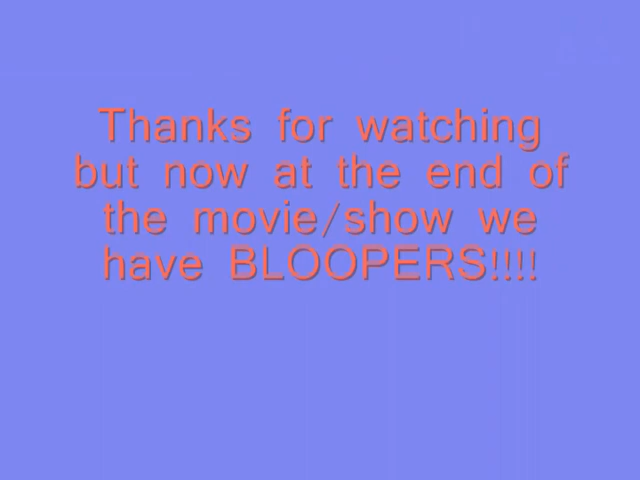 Thanks for watching
but now at the end of
the movie/show we
have BLOOPERS!!!!